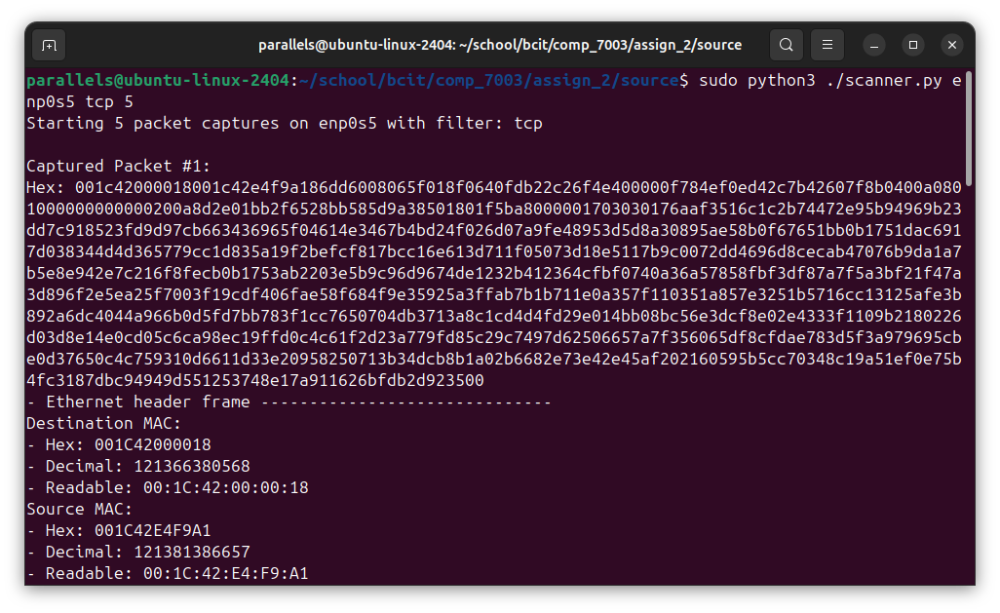 parallels@ubuntu-linux-2404: ~/school/bcit/comp_7003/assign_2/source
parallels@ubuntu-linux-2404:~/school/bcit/comp_7003/assign_2/source$ sudo python3 ./scanner.py e
np0s5 tcp 5
Starting 5 packet captures on enp0s5 with filter: tcp
Captured Packet #1:
Hex: 001c42000018001c42e4f9a186dd6008065f018f0640fdb22c26f4e400000f784ef0ed42c7b42607f8b0400a080
1000000000000200a8d2e01bb2f6528bb585d9a38501801f5ba8000001703030176aaf3516c1c2b74472e95b94969b23
dd7c918523fd9d97cb663436965f04614e3467b4bd24f026d07a9fe48953d5d8a30895ae58b0f67651bb0b1751dac691
7d038344d4d365779cc1d835a19f2befcf817bcc16e613d711f05073d18e5117b9c0072dd4696d8cecab47076b9da1a7
b5e8e942e7c216f8fecb0b1753ab2203e5b9c96d9674de1232b412364cfbf0740a36a57858fbf3df87a7f5a3bf21f47a
3d896f2e5ea25f7003f19cdf406fae58f684f9e35925a3ffab7b1b711e0a357f110351a857e3251b5716cc13125afe3b
892a6dc4044a966b0d5fd7bb783f1cc7650704db3713a8c1cd4d4fd29e014bb08bc56e3dcf8e02e4333f1109b2180226
d03d8e14e0cd05c6ca98ec19ffd0c4c61f2d23a779fd85c29c7497d62506657a7f356065df8cfdae783d5f3a979695cb
e0d37650c4c759310d6611d33e20958250713b34dcb8b1a02b6682e73e42e45af202160595b5cc70348c19a51ef0e75b
4fc3187dbc94949d551253748e17a911626bfdb2d923500
- Ethernet header frame ------------------------------
Destination MAC:
- Hex: 001C42000018
- Decimal: 121366380568
- Readable: 00:1C:42:00:00:18
Source MAC:
- Hex: 001C42E4F9A1
- Decimal: 121381386657
- Readable: 00:1C:42:E4:F9:A1